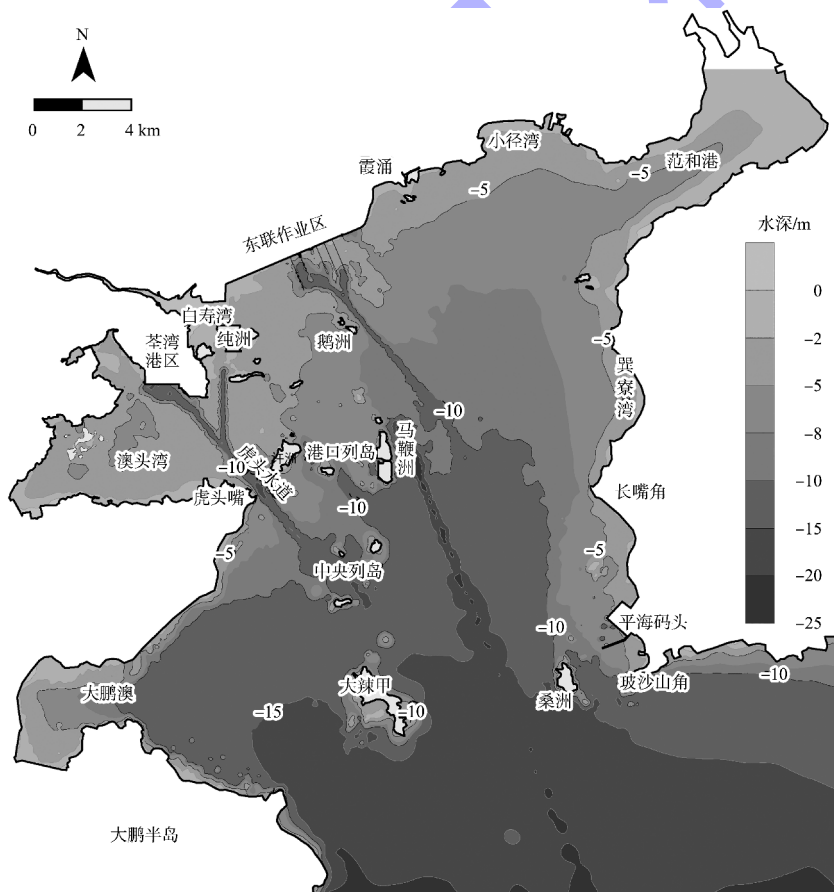 N
0 2 4 km
小径湾
霞涌
范和港
-5
-5
东联作业区
水深/m
0
-2
-5
-8
-10
-15
-20
-25
白寿湾
纯洲
鹅洲
荃湾
港区
-5
巽
寮
湾
-10
澳头湾
-10
虎头水道
港口列岛
马
鞭
洲
虎头嘴
-10
长嘴角
-5
中央列岛
-5
-10
平海码头
大鹏澳
大辣甲
-15
-10
桑洲
玻沙山角
-10
大鹏半岛